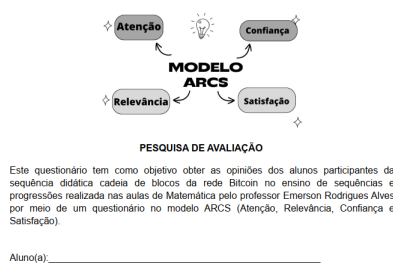 Atenção
Confiança
MODELO
ARCS
Relevância
Satisfação
PESQUISA DE AVALIAÇÃO
Este questionário tem como objetivo obter as opiniões dos alunos participantes da
sequência didática cadeia de blocos da rede Bitcoin no ensino de sequências e
progressões realizada nas aulas de Matemática pelo professor Emerson Rodrigues Alves
por meio de um questionário no modelo ARCS (Atenção, Relevância, Confiança e
Satisfação).
Aluno(a):____________________________________________________